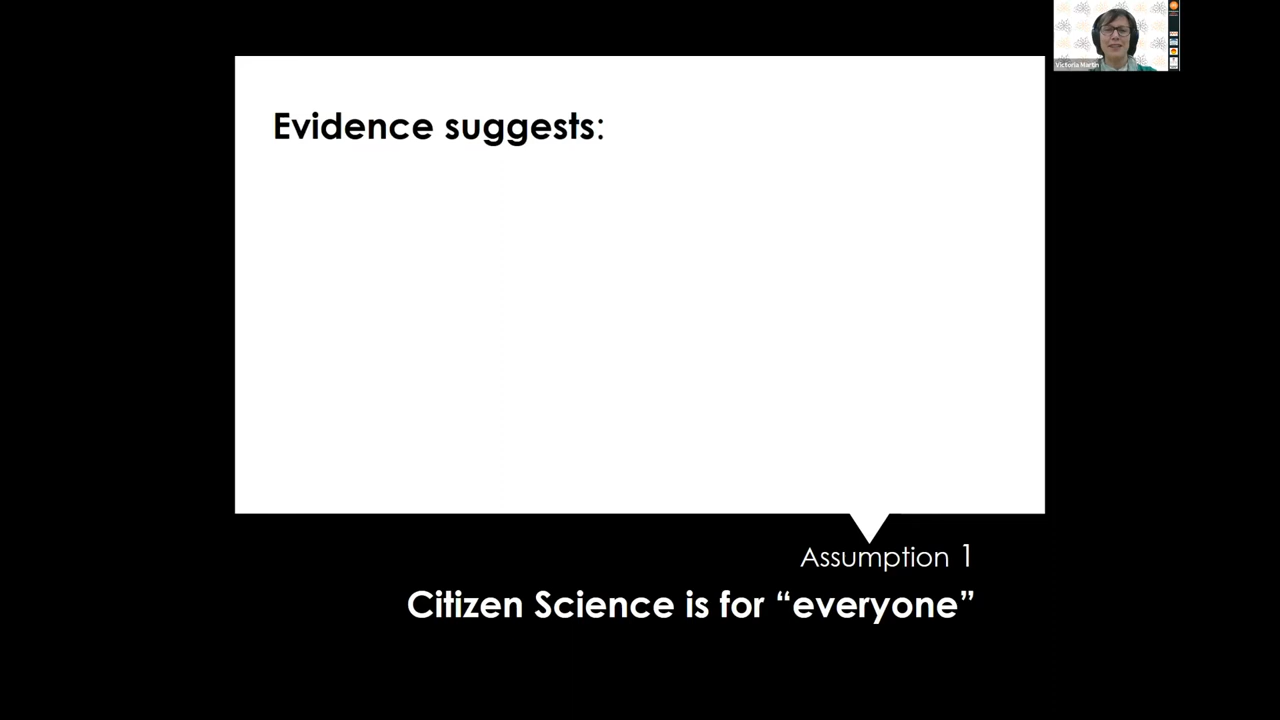 Victoria Martin
Evidence suggests:
Assumption 1
Citizen Science is for “everyone”